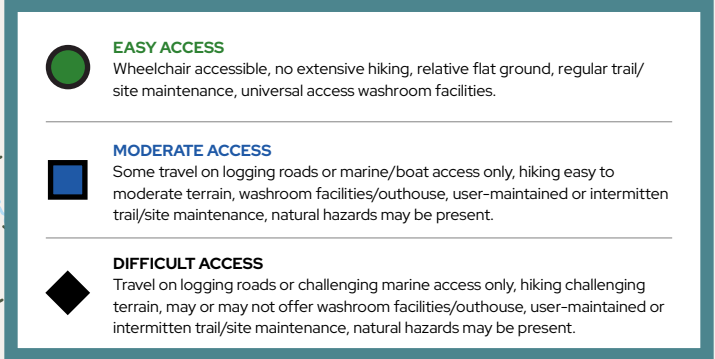 EASY ACCESS
Wheelchair accessible, no extensive hiking, relative flat ground, regular trail/
site maintenance, universal access washroom facilities.
MODERATE ACCESS
Some travel on logging roads or marine/boat access only, hiking easy to
moderate terrain, washroom facilities/outhouse, user-maintained or intermitten
trail/site maintenance, natural hazards may be present.
DIFFICULT ACCESS
Travel on logging roads or challenging marine access only, hiking challenging
terrain, may or may not offer washroom facilities/outhouse, user-maintained or
intermitten trail/site maintenance, natural hazards may be present.